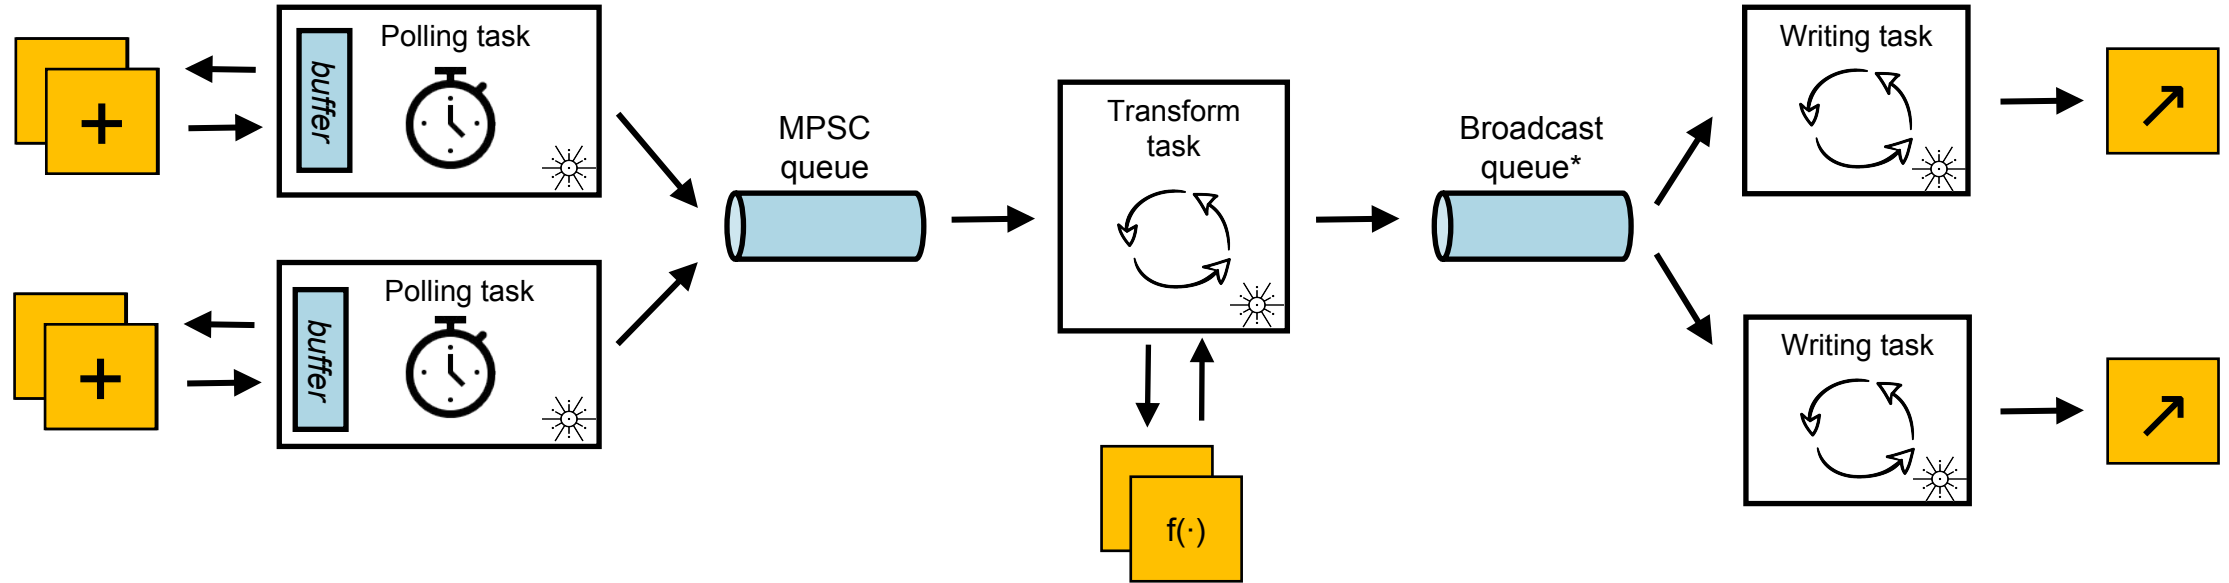 Polling task
buffer
+
MPSC
queue
Polling task
buffer
+
Transform
task
f(·)
Broadcast
queue*
Writing task
Writing task